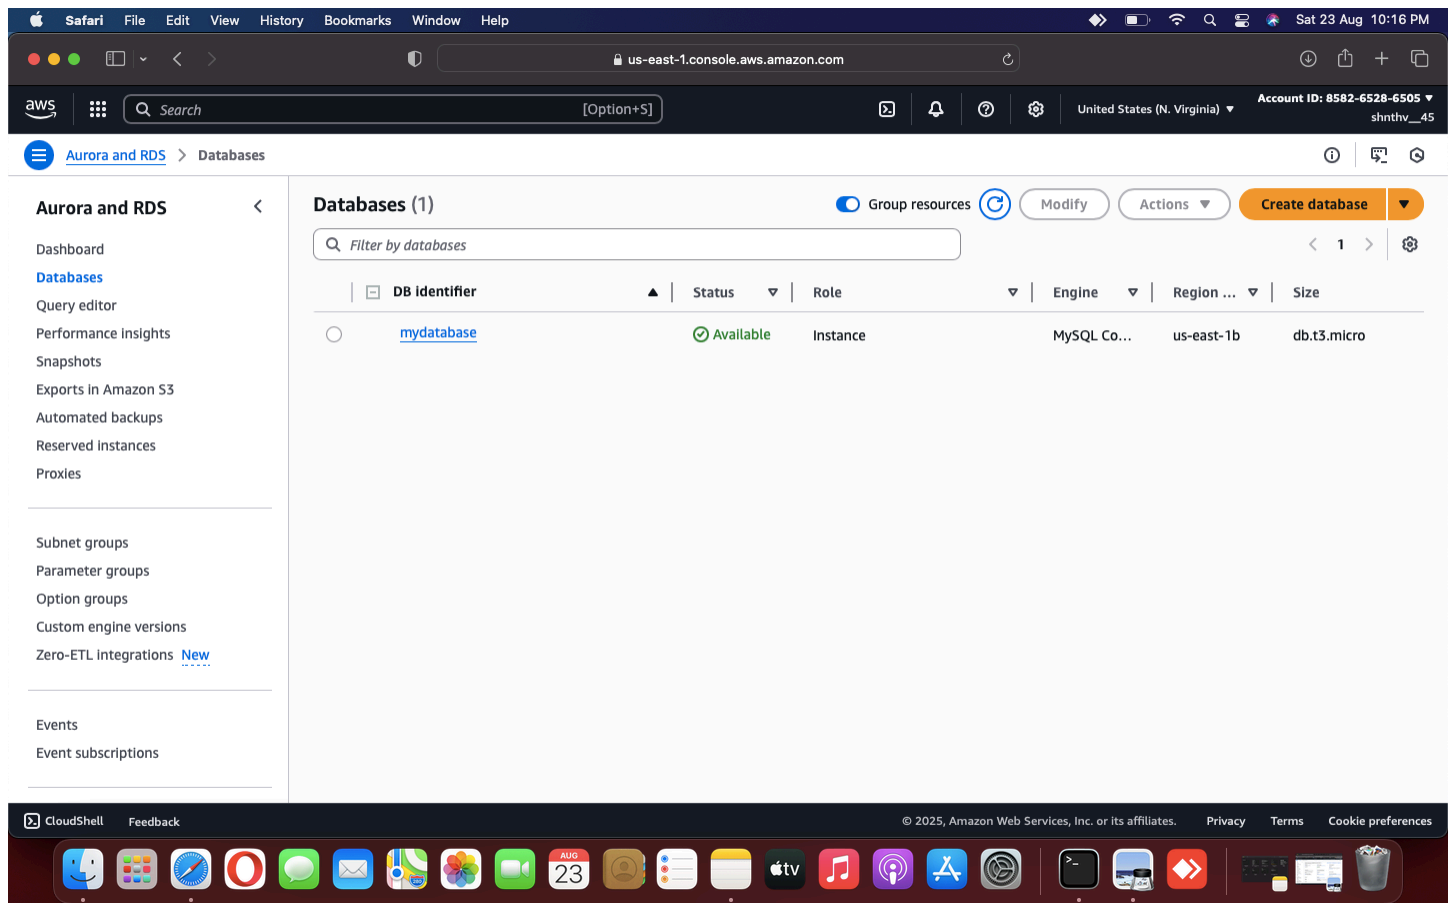 Safari File Edit View History Bookmarks Window Help Sat 23 Aug 10:16 PM
us-east-1.console.aws.amazon.com
aws Search [Option+S] United States (N. Virginia) ▼ Account ID: 8582-6528-6505 ▼
shnthv__45
Aurora and RDS > Databases
Aurora and RDS
Dashboard
Databases
Query editor
Performance insights
Snapshots
Exports in Amazon S3
Automated backups
Reserved instances
Proxies
Subnet groups
Parameter groups
Option groups
Custom engine versions
Zero-ETL integrations New
Events
Event subscriptions
Databases (1) Group resources Modify Actions Create database
Filter by databases 1
DB identifier Status Role Engine Region ... Size
mydatabase Available Instance MySQL Co... us-east-1b db.t3.micro
CloudShell Feedback © 2025, Amazon Web Services, Inc. or its affiliates. Privacy Terms Cookie preferences
AUG
23
tv